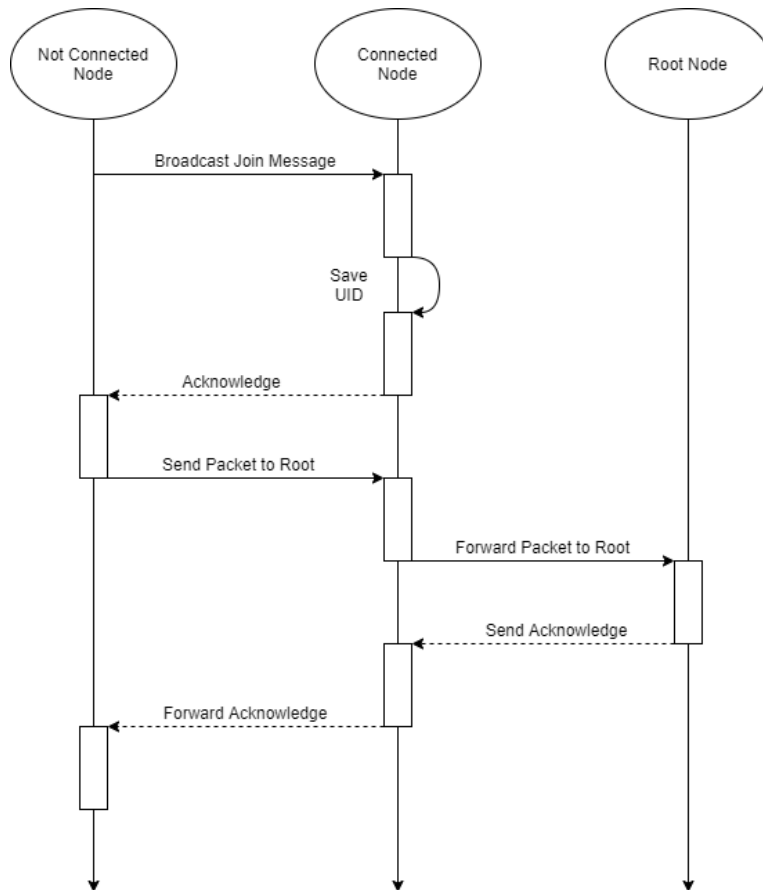 Not Connected
Node
Connected
Node
Root Node
Broadcast Join Message
Save
UID
Acknowledge
Send Packet to Root
Forward Packet to Root
Send Acknowledge
Forward Acknowledge